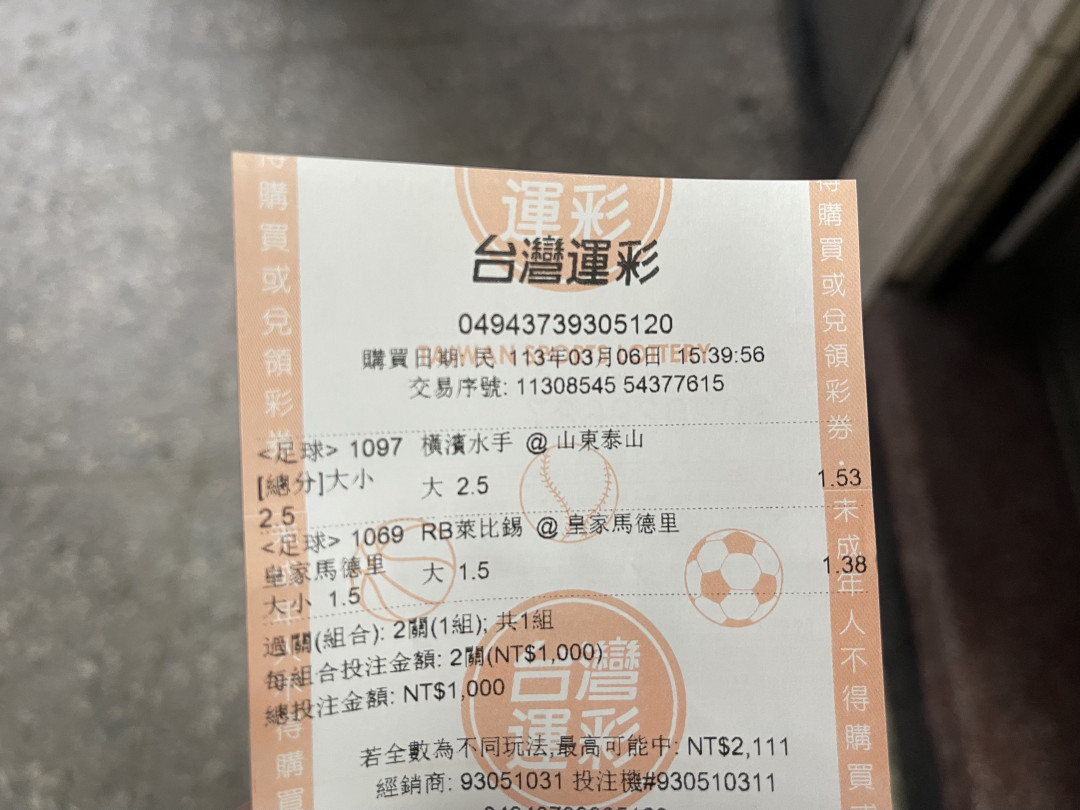 運彩
台灣運彩
04943739305120
TAIWAN SPORTS LOTTERY
購買日期: 民 113年03月06日 15:39:56
交易序號: 11308545 54377615
<足球> 1097 橫濱水手 @ 山東泰山
[總分]大小 大 2.5 1.53
2.5
<足球> 1069 RB萊比錫 @ 皇家馬德里
皇家馬德里 大 1.5 1.38
大小 1.5
過關(組合): 2關(1組); 共1組
每組合投注金額: 2關(NT$1,000)
總投注金額: NT$1,000
台灣
運彩
若全數為不同玩法,最高可能中: NT$2,111
經銷商: 93051031 投注機#930510311
得購買或兌領彩券
得購買
得購買或兌領彩券·未成年人不得購買